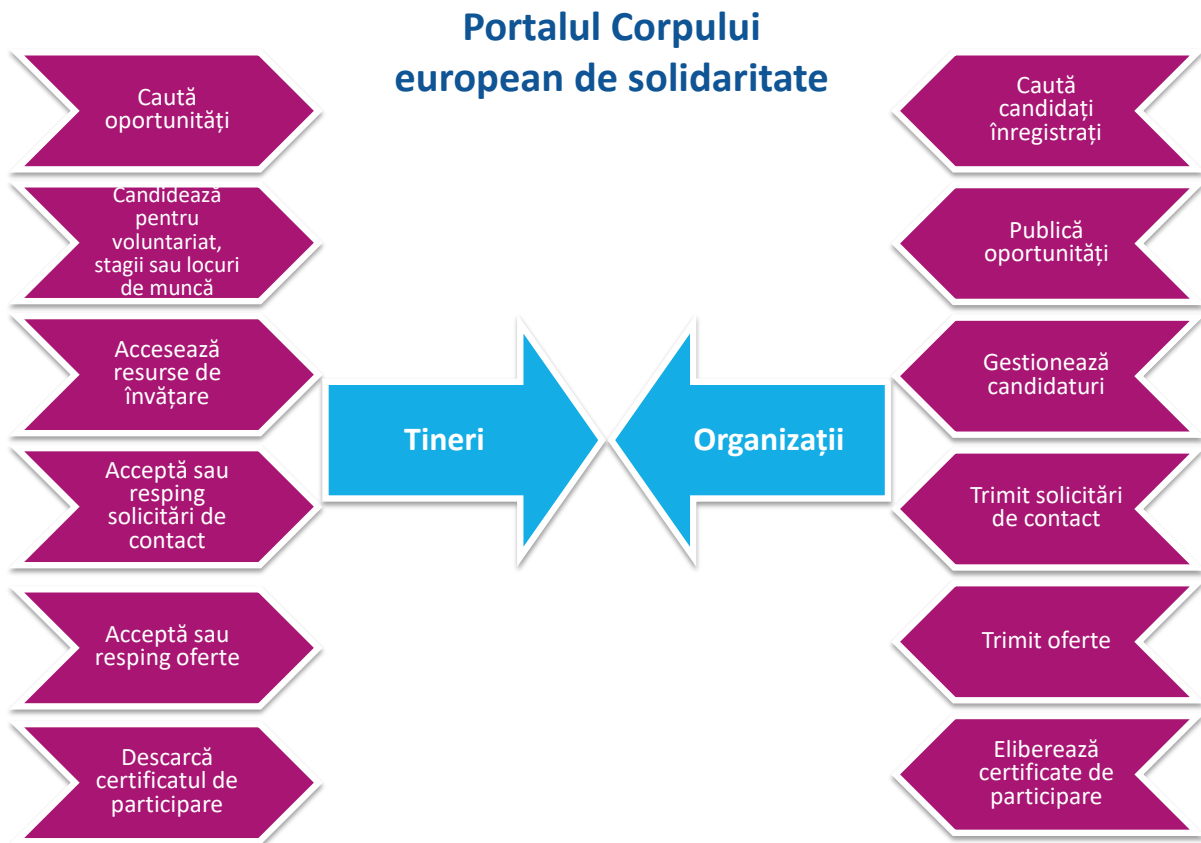 Portalul Corpului
european de solidaritate
Caută
oportunități
Candidează
pentru
voluntariat,
stagii sau locuri
de muncă
Accesează
resurse de
învățare
Acceptă sau
resping
solicitări de
contact
Acceptă sau
resping oferte
Descarcă
certificatul de
participare
Tineri
Organizații
Caută
candidați
înregistrați
Publică
oportunități
Gestionează
candidaturi
Trimit solicitări
de contact
Trimit oferte
Eliberează
certificate de
participare